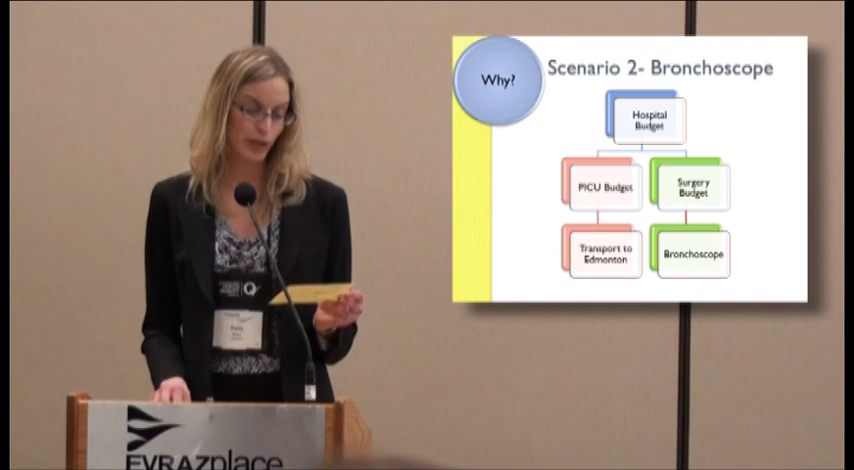 Why?
Scenario 2- Bronchoscope
Hospital
Budget
PICU Budget
Surgery
Budget
Transport to
Edmonton
Bronchoscope
EVRAZplace